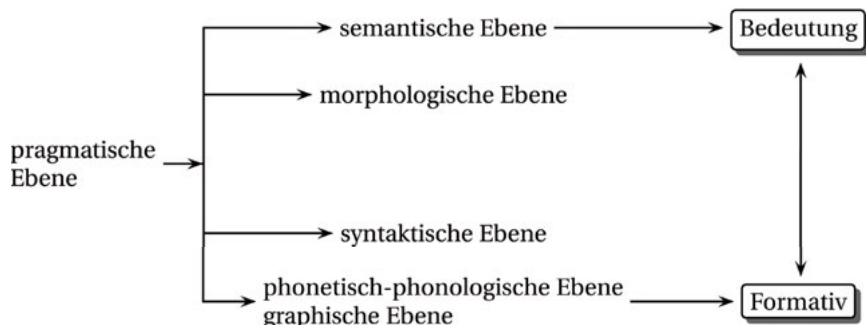 semantische Ebene
Bedeutung
morphologische Ebene
pragmatische
Ebene
syntaktische Ebene
phonetisch-phonologische Ebene
graphische Ebene
Formativ